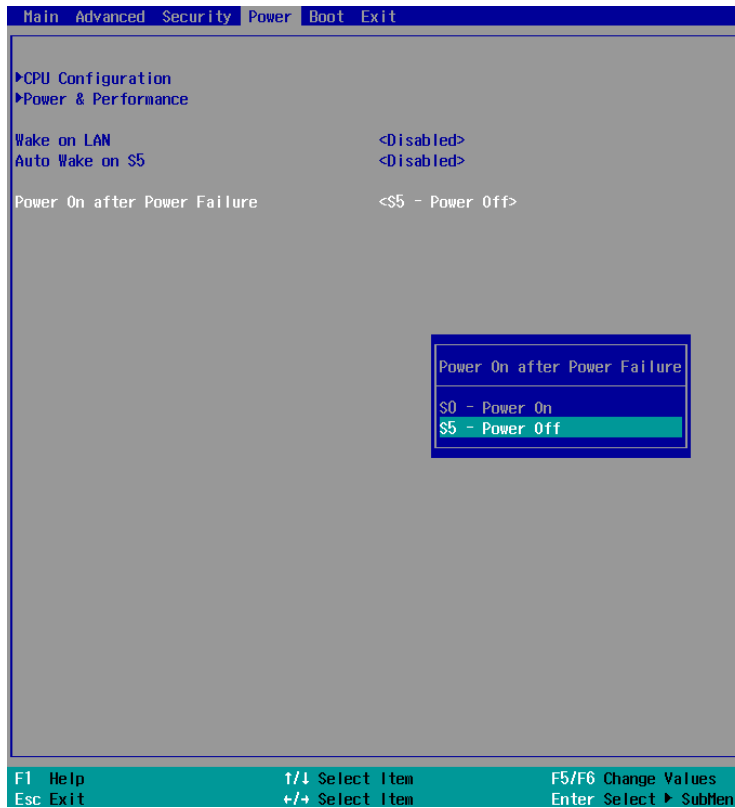 Main Advanced Security Power Boot Exit
▶CPU Configuration
▶Power & Performance
Wake on LAN <Disabled>
Auto Wake on S5 <Disabled>
Power On after Power Failure <S5 - Power Off>
Power On after Power Failure
S0 - Power On
S5 - Power Off
F1 Help ↑/↓ Select Item F5/F6 Change Values
Esc Exit ←/→ Select Item Enter Select ▶ SubMen